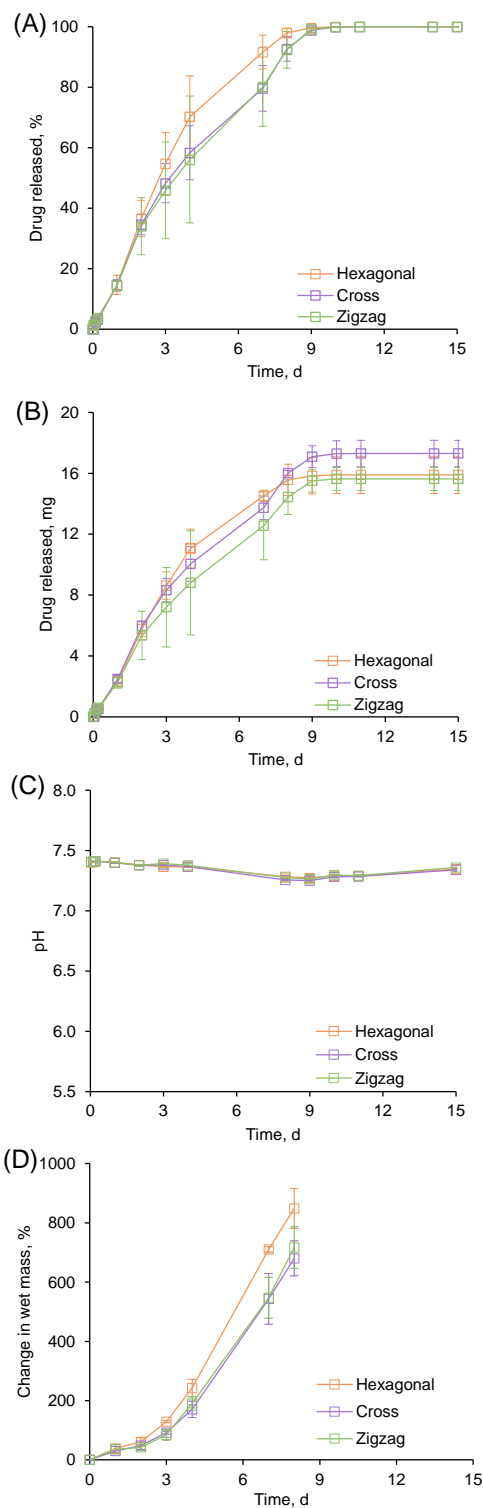 (A)
100
80
60
40
20
0
Drug released, %
Hexagonal
Cross
Zigzag
0 3 6 9 12 15
Time, d
(B)
20
16
12
8
4
0
Drug released, mg
Hexagonal
Cross
Zigzag
0 3 6 9 12 15
Time, d
(C)
8.0
7.5
7.0
6.5
6.0
5.5
pH
Hexagonal
Cross
Zigzag
0 3 6 9 12 15
Time, d
(D)
1000
800
600
400
200
0
Change in wet mass, %
Hexagonal
Cross
Zigzag
0 3 6 9 12 15
Time, d